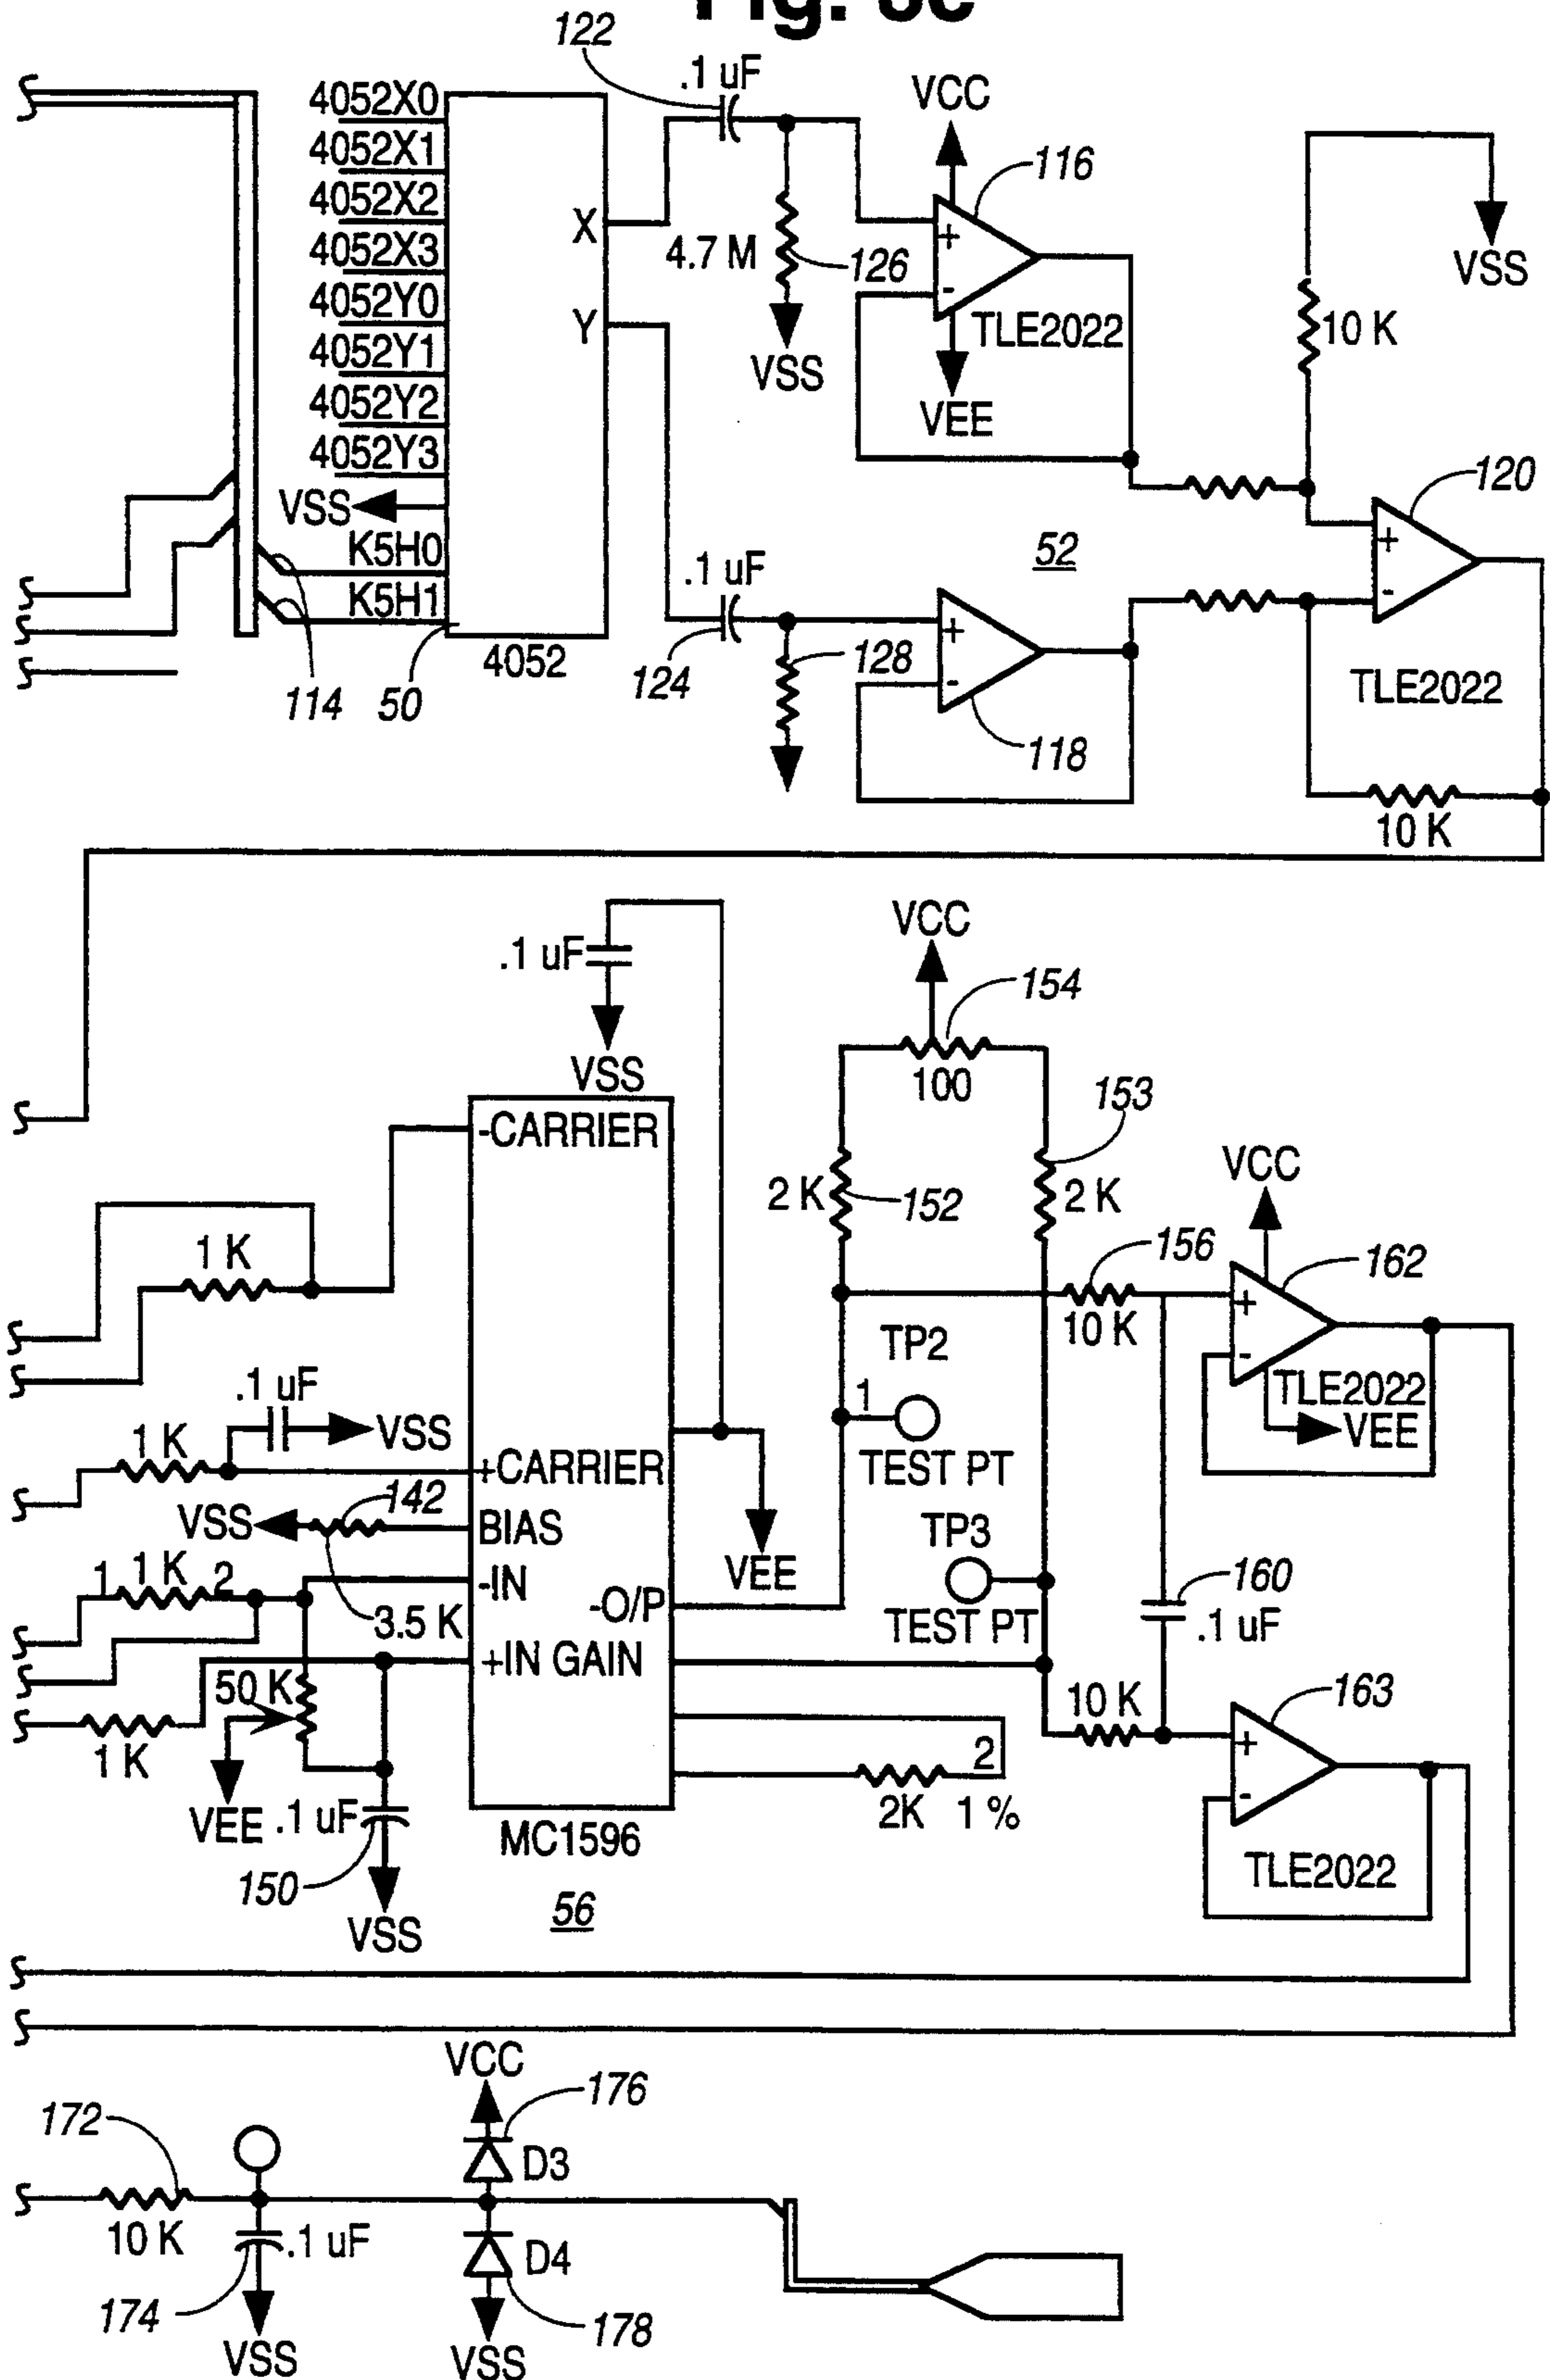 122
.1 uF
VCC
4052X0
4052X1
4052X2
4052X3
4052Y0
4052Y1
4052Y2
4052Y3
VSS
K5H0
K5H1
X
Y
4052
114
50
4.7 M
126
VSS
116
+
-
TLE2022
VEE
VSS
10 K
120
+
-
TLE2022
52
.1 uF
124
128
+
-
118
10 K
.1 uF
VSS
VCC
154
100
153
-CARRIER
2 K
152
2 K
VCC
1 K
156
10 K
162
+
-
TLE2022
VEE
TP2
1
TEST PT
.1 uF
VSS
1 K
+CARRIER
142
VSS
BIAS
VEE
TP3
TEST PT
1
1 K
2
-IN
3.5 K
-O/P
160
.1 uF
+IN
GAIN
50 K
1 K
10 K
163
+
-
TLE2022
2
2K
1 %
VEE
.1 uF
150
VSS
MC1596
56
VCC
176
172
D3
10 K
.1 uF
D4
174
178
VSS
VSS